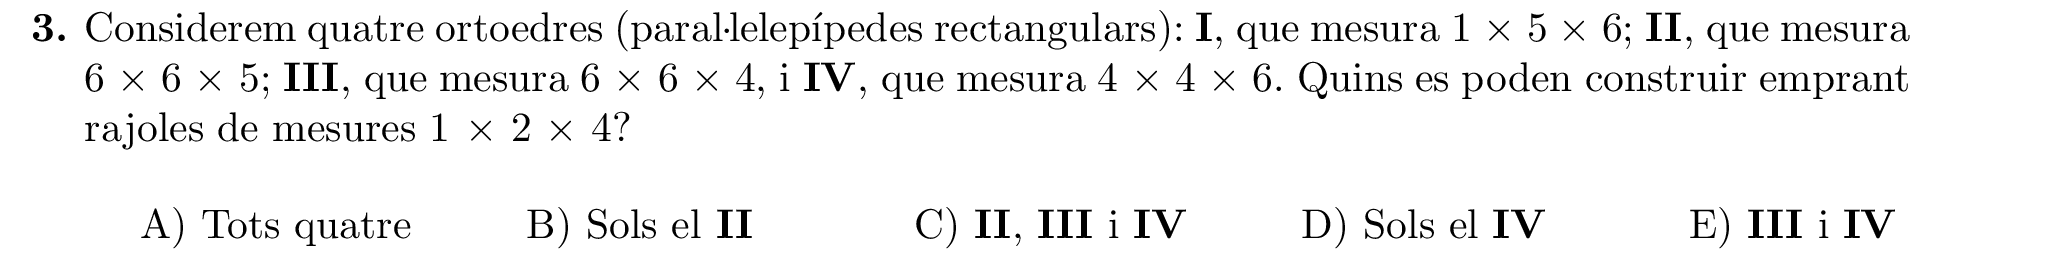 3. Considerem quatre ortoedres (paral·lelepípedes rectangulars): I, que mesura 1 × 5 × 6; II, que mesura
6 × 6 × 5; III, que mesura 6 × 6 × 4, i IV, que mesura 4 × 4 × 6. Quins es poden construir emprant
rajoles de mesures 1 × 2 × 4?
A) Tots quatre B) Sols el II C) II, III i IV D) Sols el IV E) III i IV